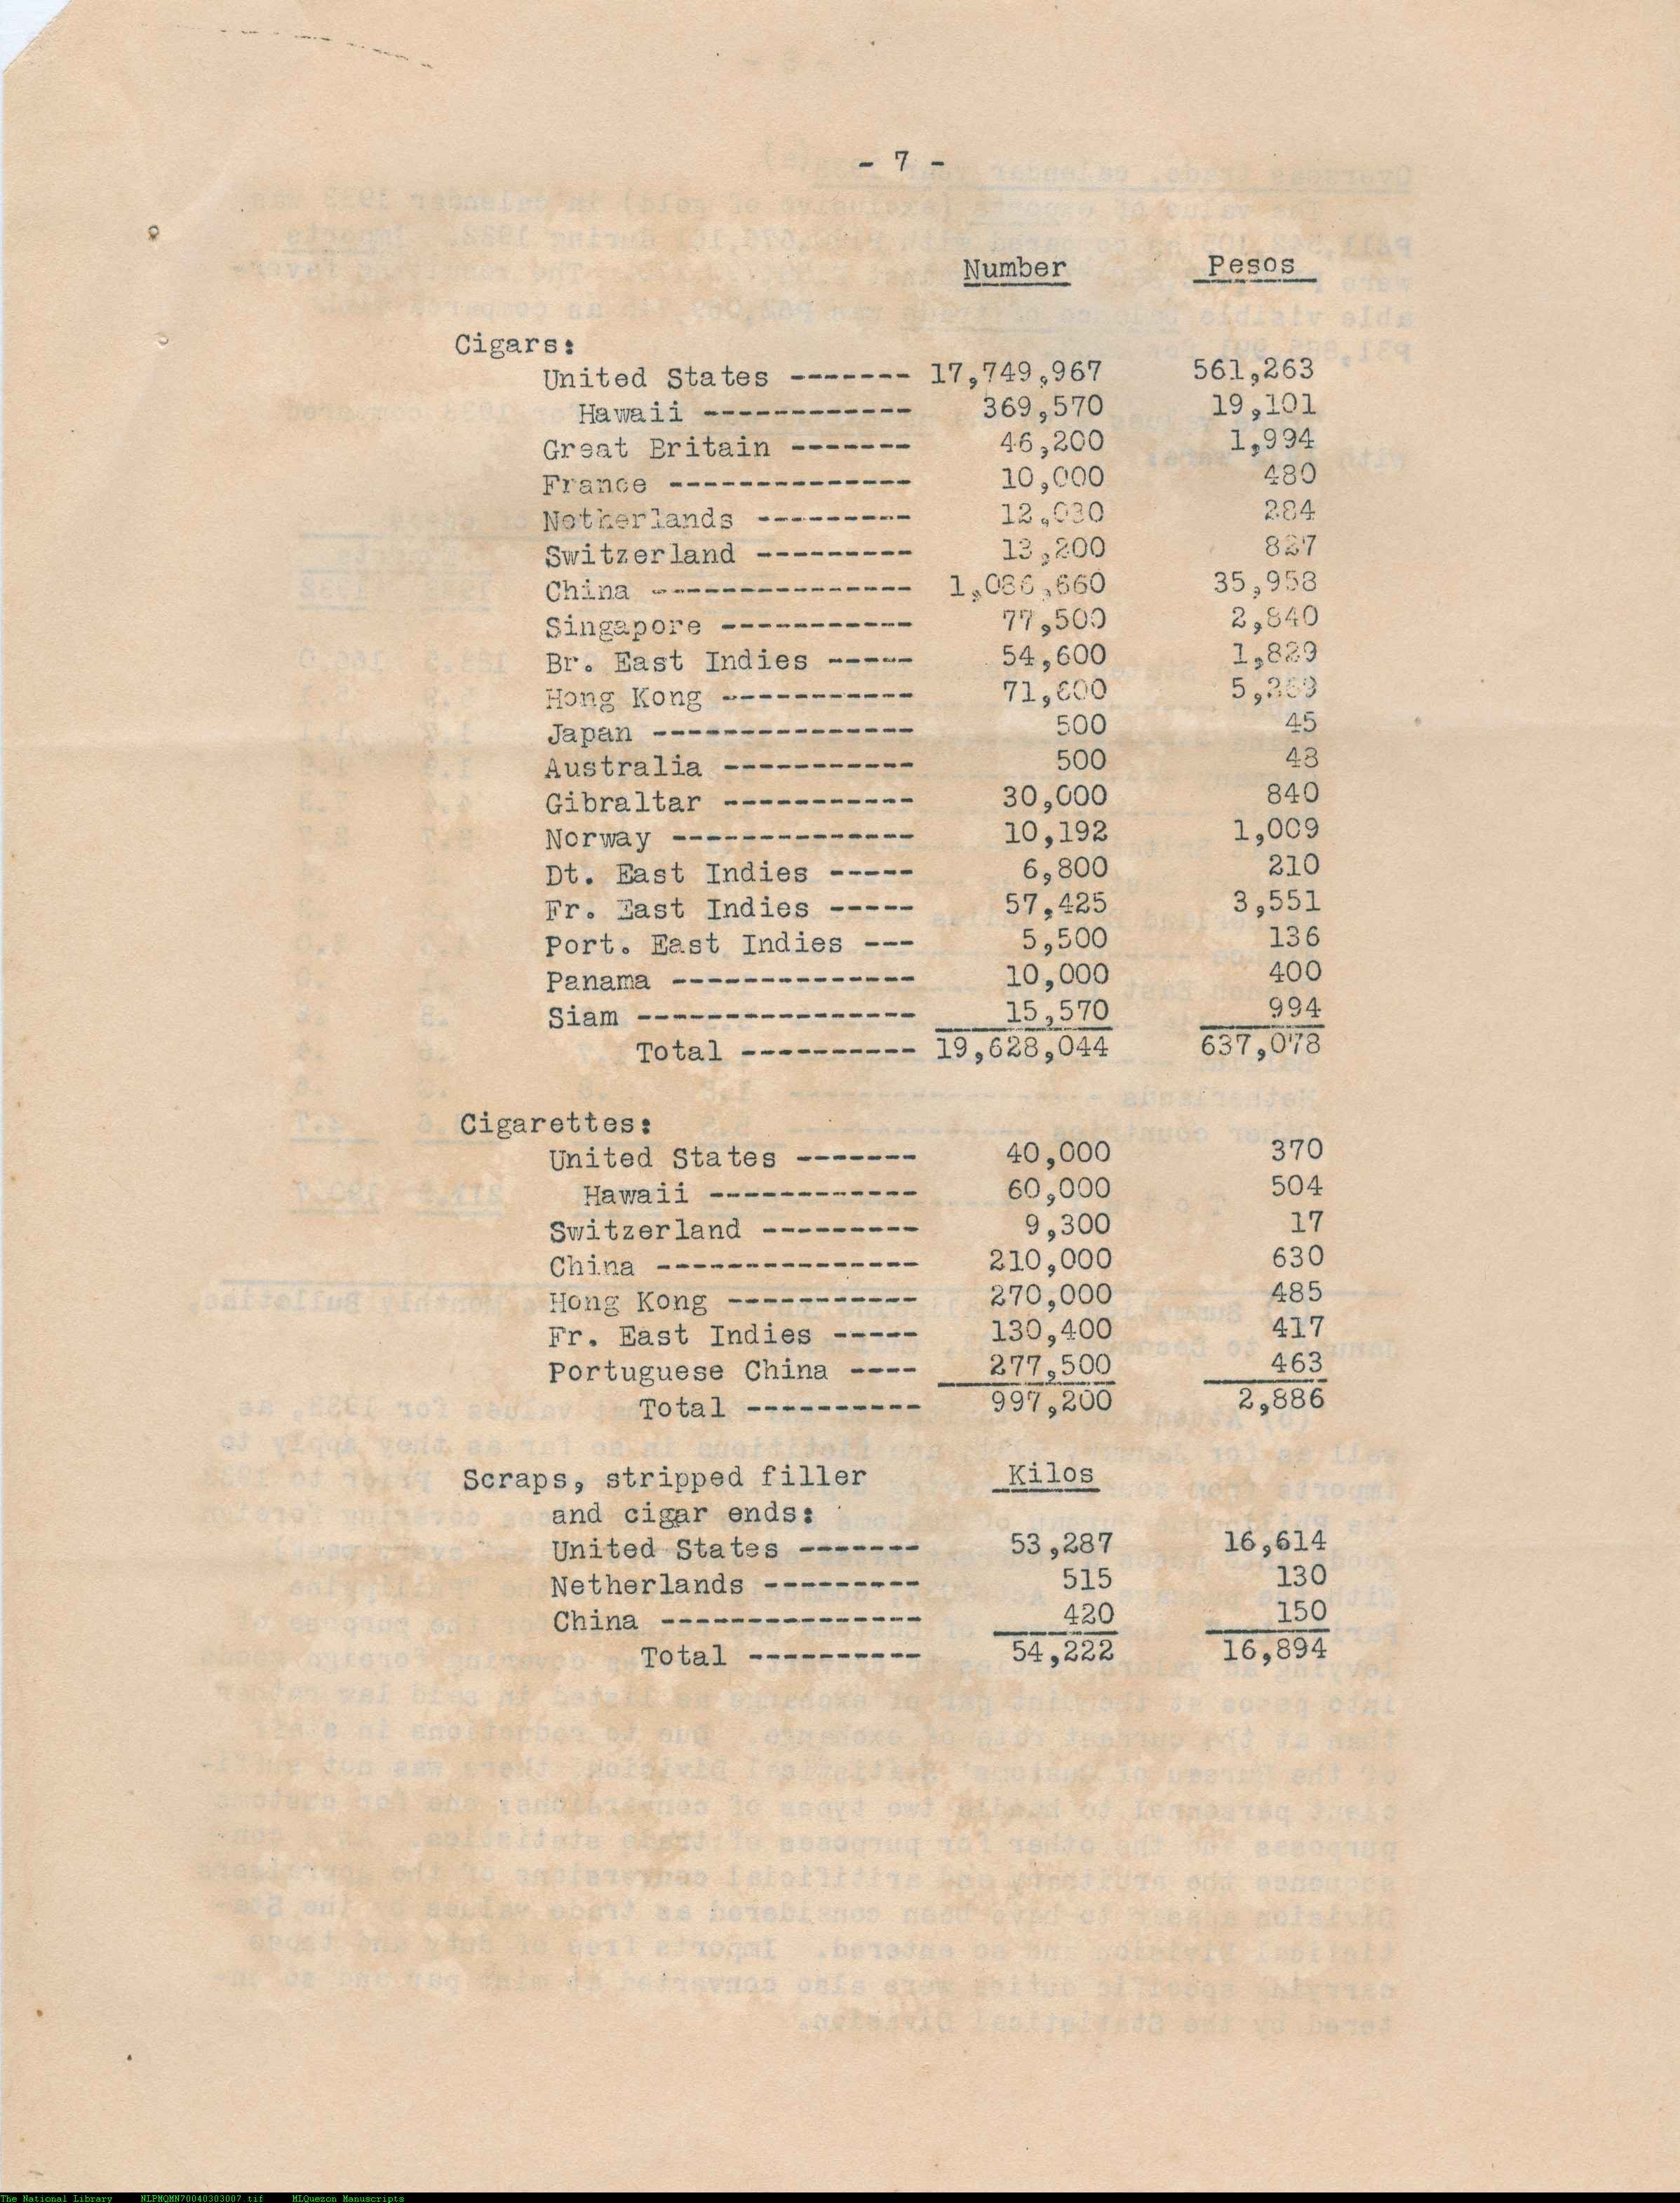 - 7 -
Number Pesos
Cigars:
United States ------- 17,749,967 561,263
Hawaii ------------ 369,570 19,101
Great Britain ------- 46,200 1,994
France -------------- 10,000 480
Netherlands --------- 12,030 284
Switzerland --------- 13,200 827
China --------------- 1,086,660 35,958
Singapore ----------- 77,500 2,840
Br. East Indies ----- 54,600 1,829
Hong Kong ----------- 71,600 5,269
Japan --------------- 500 45
Australia ----------- 500 48
Gibraltar ----------- 30,000 840
Norway -------------- 10,192 1,009
Dt. East Indies ----- 6,800 210
Fr. East Indies ----- 57,425 3,551
Port. East Indies --- 5,500 136
Panama -------------- 10,000 400
Siam ---------------- 15,570 994
Total ---------- 19,628,044 637,078
Cigarettes:
United States ------- 40,000 370
Hawaii ------------ 60,000 504
Switzerland --------- 9,300 17
China --------------- 210,000 630
Hong Kong ----------- 270,000 485
Fr. East Indies ----- 130,400 417
Portuguese China ---- 277,500 463
Total ---------- 997,200 2,886
Scraps, stripped filler Kilos
and cigar ends:
United States ------- 53,287 16,614
Netherlands --------- 515 130
China --------------- 420 150
Total ---------- 54,222 16,894
The National Library NLPMQMN70040303007.tif MLQuezon Manuscripts